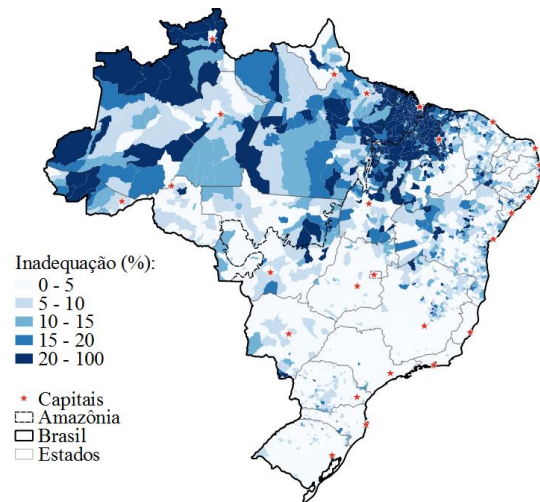 Inadequação (%):
0 - 5
5 - 10
10 - 15
15 - 20
20 - 100
Capitais
Amazônia
Brasil
Estados